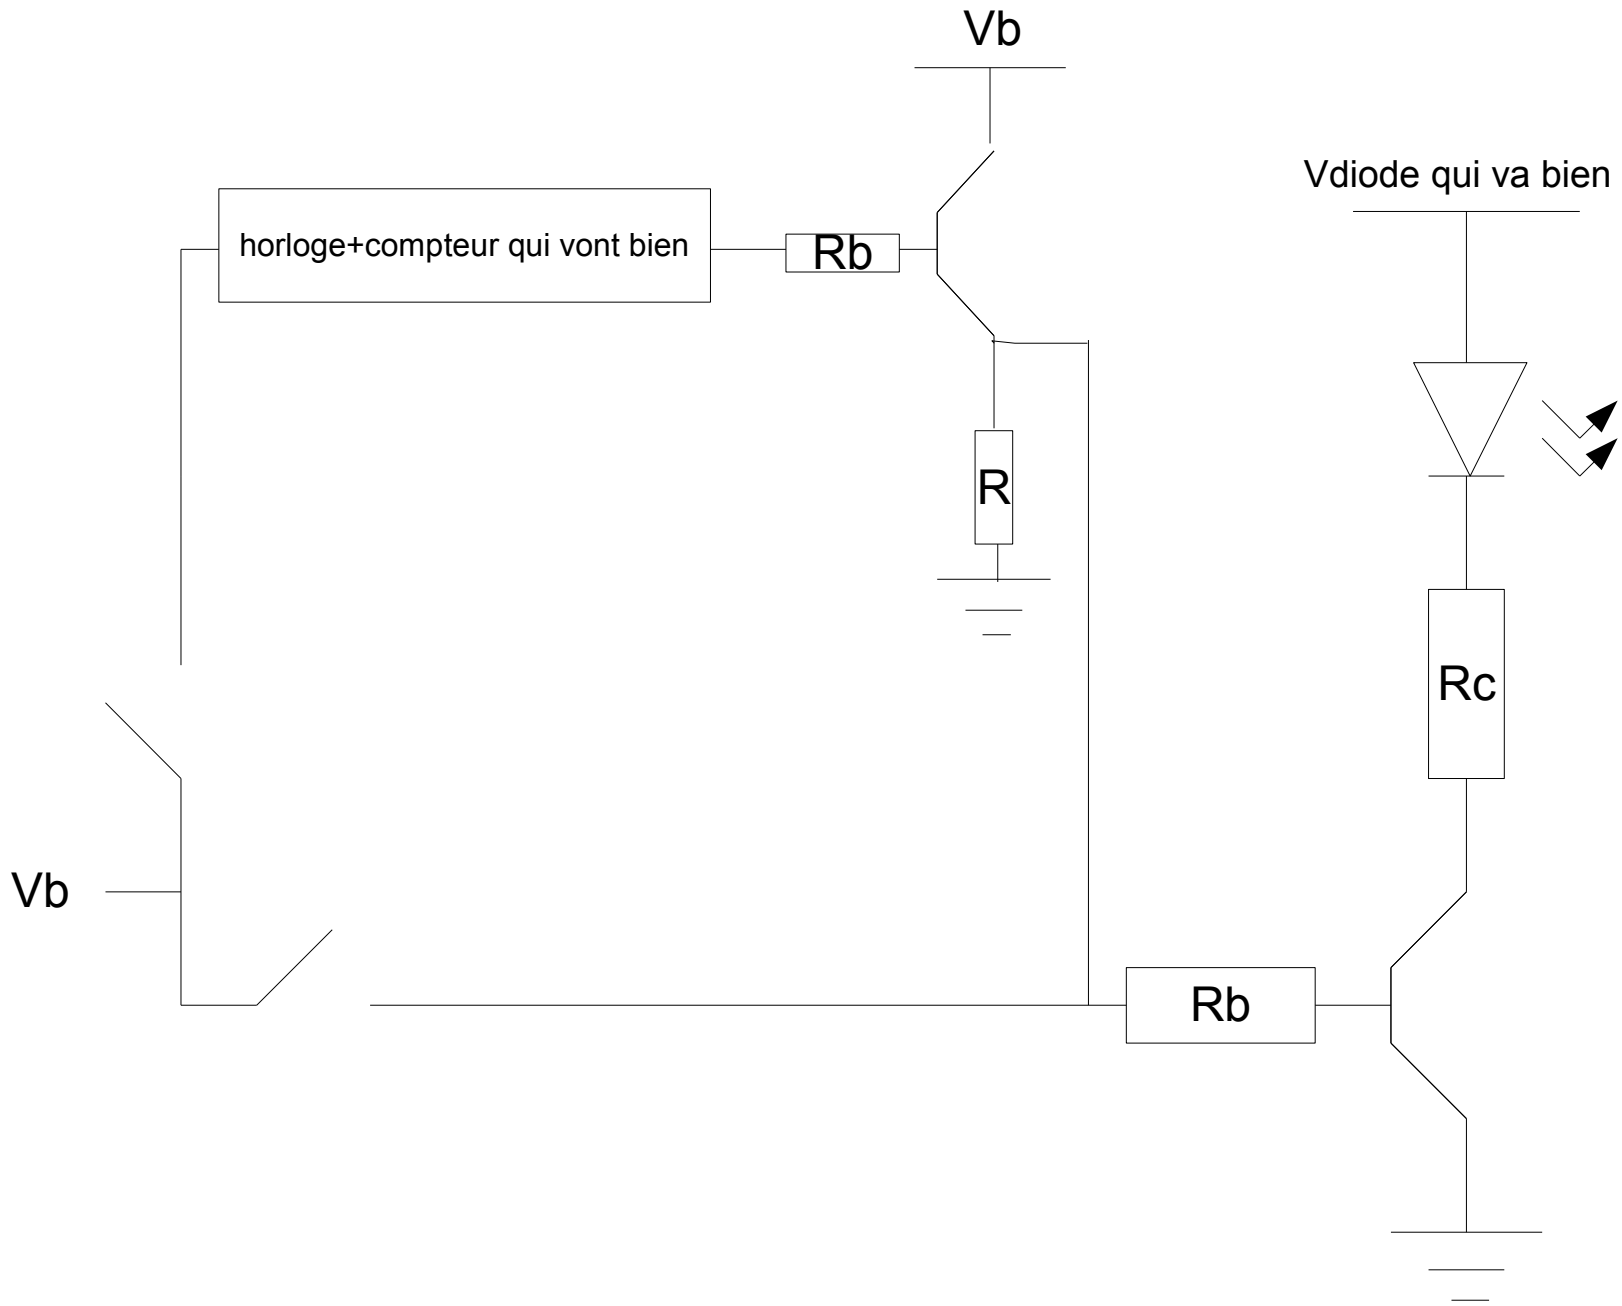 Vb
Vdiode qui va bien
horloge+compteur qui vont bien
Rb
R
Rc
Vb
Rb